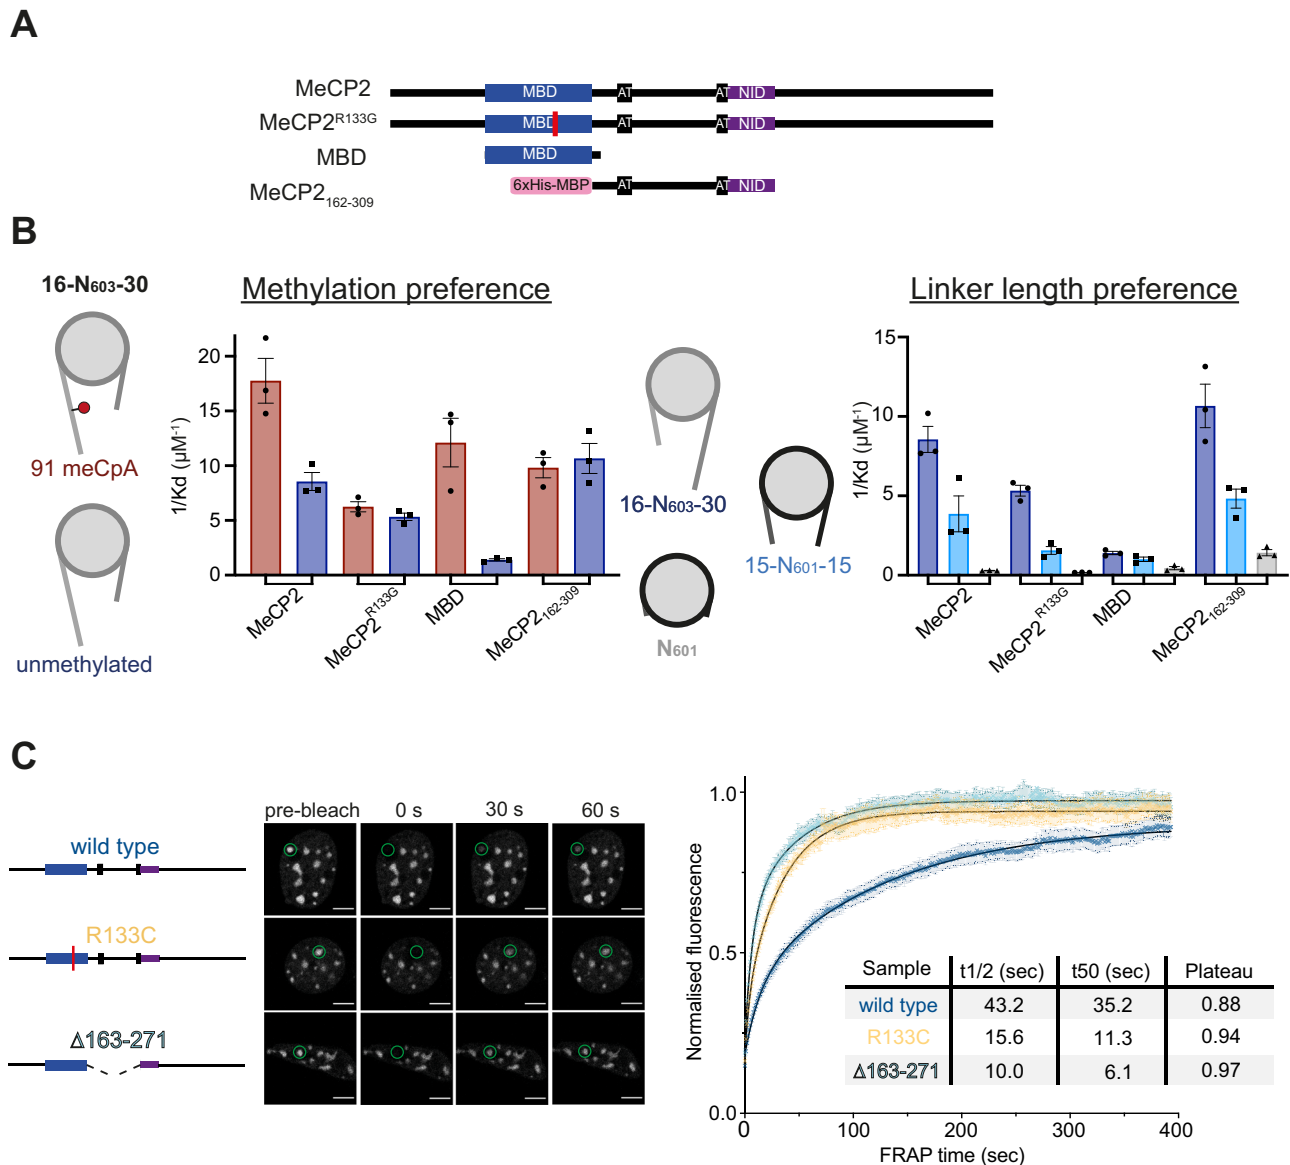 A
MeCP2 MBD AT AT NID
MeCP2R133G MBD AT AT NID
MBD MBD
MeCP2162-309 6xHis-MBP AT AT NID
B
16-N603-30
91 meCpA
unmethylated
Methylation preference
1/Kd (µM-1)
20
15
10
5
0
MeCP2
MeCP2R133G
MBD
MeCP2162-309
16-N603-30
15-N601-15
N601
Linker length preference
1/Kd (µM-1)
15
10
5
0
MeCP2
MeCP2R133G
MBD
MeCP2162-309
C
wild type
R133C
Δ163-271
pre-bleach 0 s 30 s 60 s
Normalised fluorescence
1.0
0.5
0.0
0 100 200 300 400
FRAP time (sec)
Sample t1/2 (sec) t50 (sec) Plateau
wild type 43.2 35.2 0.88
R133C 15.6 11.3 0.94
Δ163-271 10.0 6.1 0.97